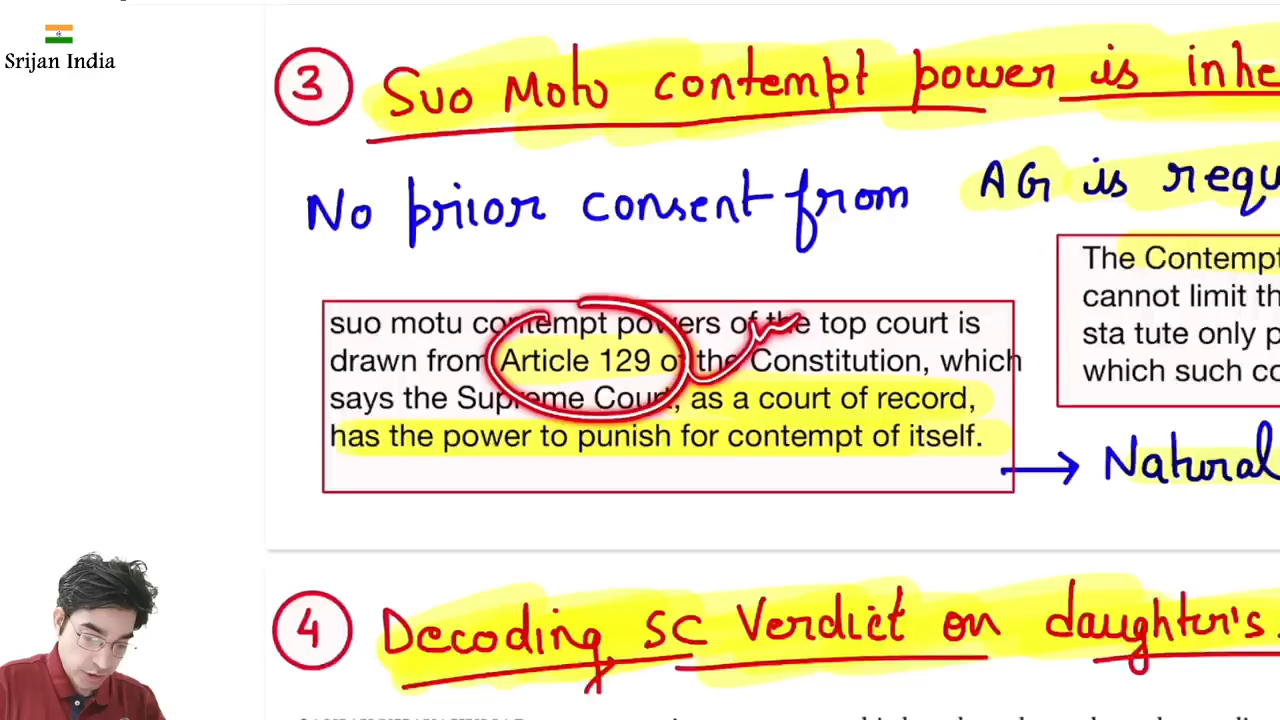 Srijan India
3 Suo Moto contempt power is inhe
No prior consent from AG is requ
suo motu contempt powers of the top court is
drawn from Article 129 of the Constitution, which
says the Supreme Court, as a court of record,
has the power to punish for contempt of itself.
The Contempt
cannot limit th
sta tute only p
which such co
→ Natural
4 Decoding SC Verdict on daughter's